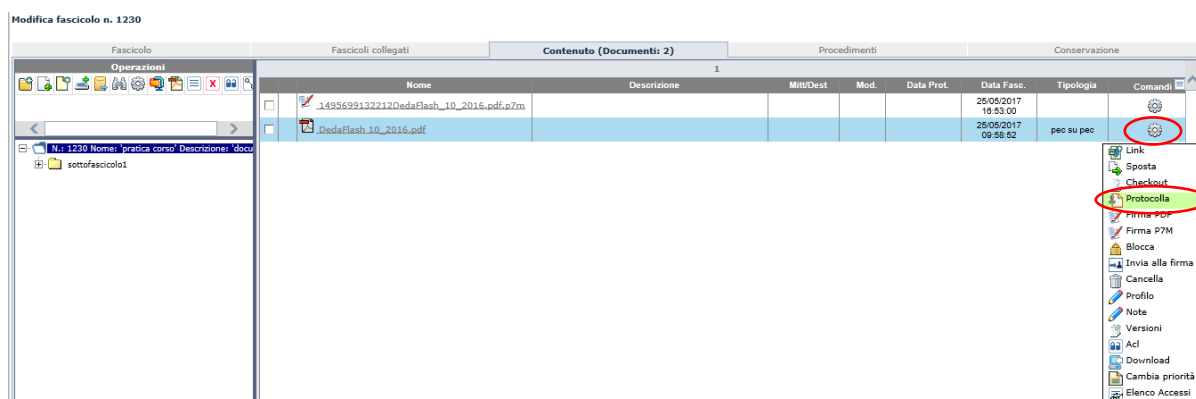 Modifica fascicolo n. 1230
Fascicolo Fascicoli collegati Contenuto (Documenti: 2) Procedimenti Conservazione
Operazioni
1
Nome Descrizione Mitt/Dest Mod. Data Prot. Data Fasc. Tipologia Comandi
_1495699132212DedaFlash_10_2016.pdf.p7m 25/05/2017 16:53:00
DedaFlash 10_2016.pdf 25/05/2017 09:58:52 pec su pec
N.: 1230 Nome: 'pratica corso' Descrizione: 'docu
sottofascicolo1
Link
Sposta
Checkout
Protocolla
Firma PDF
Firma P7M
Blocca
Invia alla firma
Cancella
Profilo
Note
Versioni
Acl
Download
Cambia priorità
Elenco Accessi